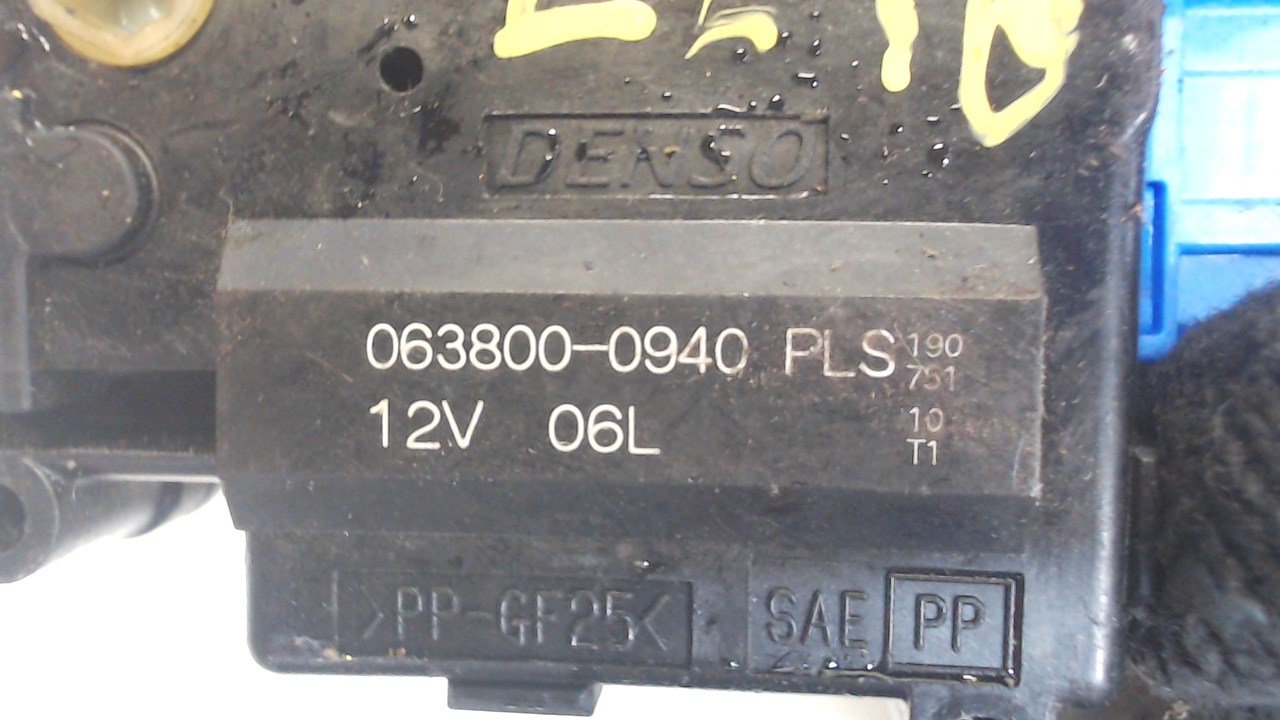 DENSO
063800-0940 PLS 190
751
12V 06L 10
T1
>PP-GF25< SAE PP